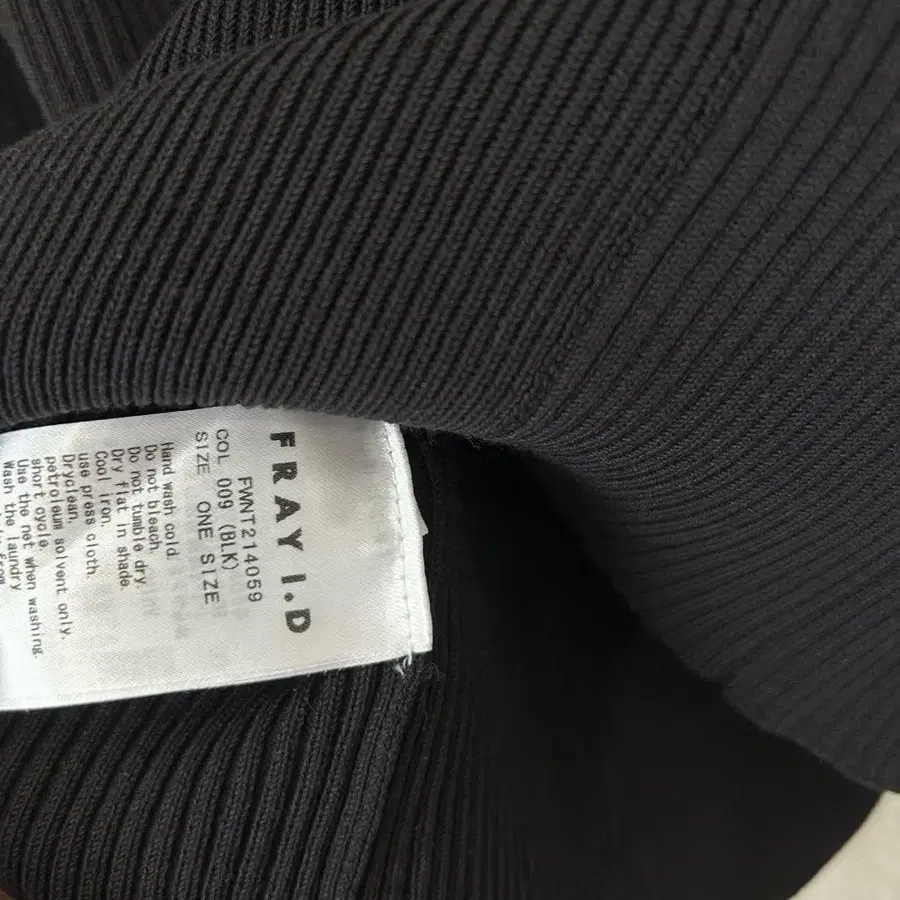 FRAY I.D
FWNT214059
COL 009 (BLK)
SIZE ONE SIZE
Hand wash cold.
Do not bleach.
Do not tumble dry.
Dry flat in shade.
Cool iron.
use press cloth.
Dryclean,
petroleum solvent only.
short cycle.
Use the net when washing.
Wash the laundry
from